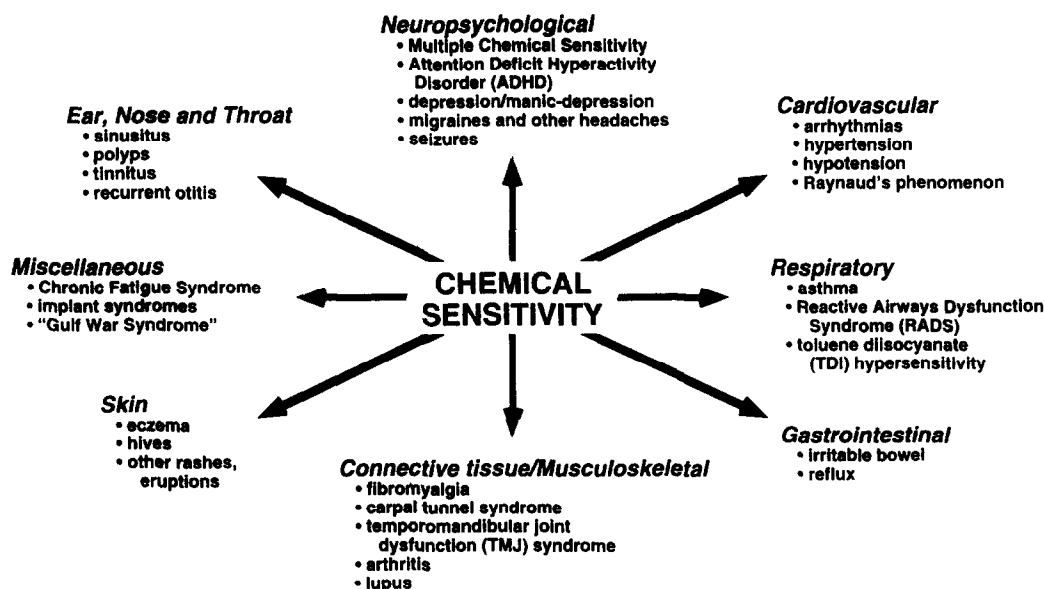 Neuropsychological
• Multiple Chemical Sensitivity
• Attention Deficit Hyperactivity
Disorder (ADHD)
• depression/manic-depression
• migraines and other headaches
• seizures
Ear, Nose and Throat
• sinusitus
• polyps
• tinnitus
• recurrent otitis
Cardiovascular
• arrhythmias
• hypertension
• hypotension
• Raynaud's phenomenon
Miscellaneous
• Chronic Fatigue Syndrome
• implant syndromes
• "Gulf War Syndrome"
CHEMICAL
SENSITIVITY
Respiratory
• asthma
• Reactive Airways Dysfunction
Syndrome (RADS)
• toluene diisocyanate
(TDI) hypersensitivity
Skin
• eczema
• hives
• other rashes,
eruptions
Connective tissue/Musculoskeletal
• fibromyalgia
• carpal tunnel syndrome
• temporomandibular joint
dysfunction (TMJ) syndrome
• arthritis
• lupus
Gastrointestinal
• irritable bowel
• reflux